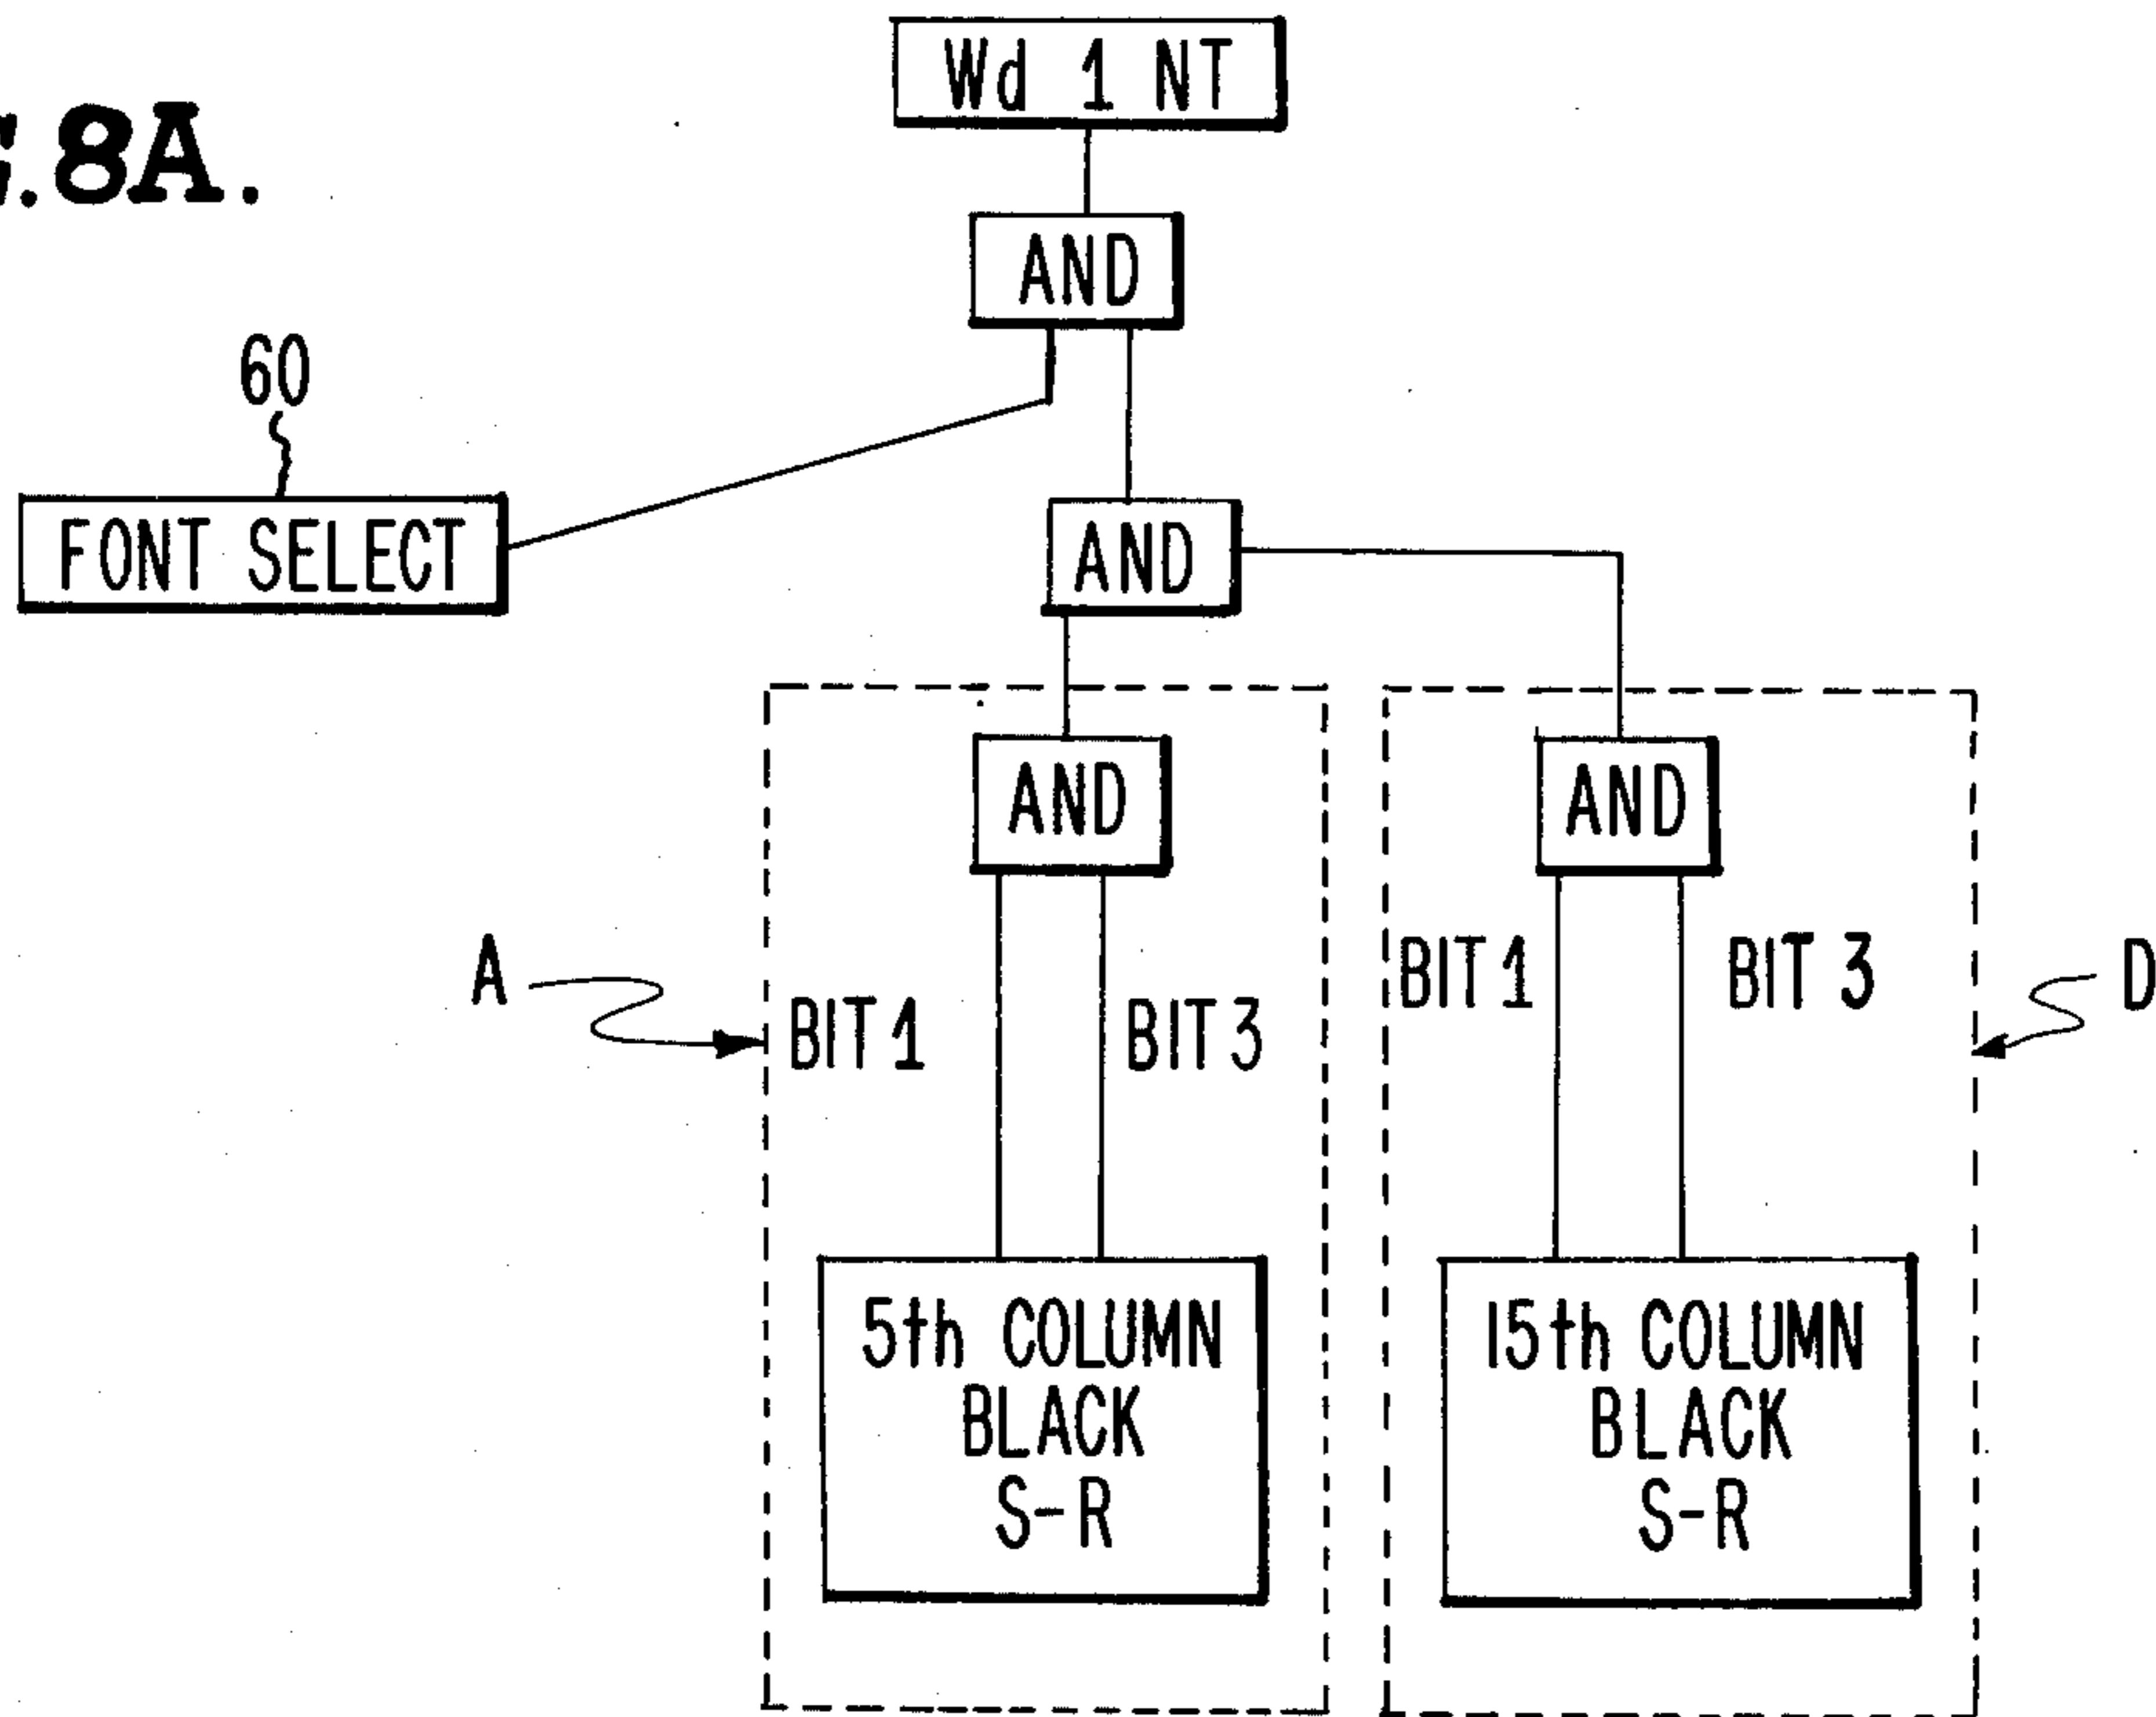 .8A.
Wd 1 NT
AND
60
FONT SELECT
AND
AND
AND
A
BIT 1
BIT 3
BIT 1
BIT 3
D
5th COLUMN
BLACK
S-R
15th COLUMN
BLACK
S-R